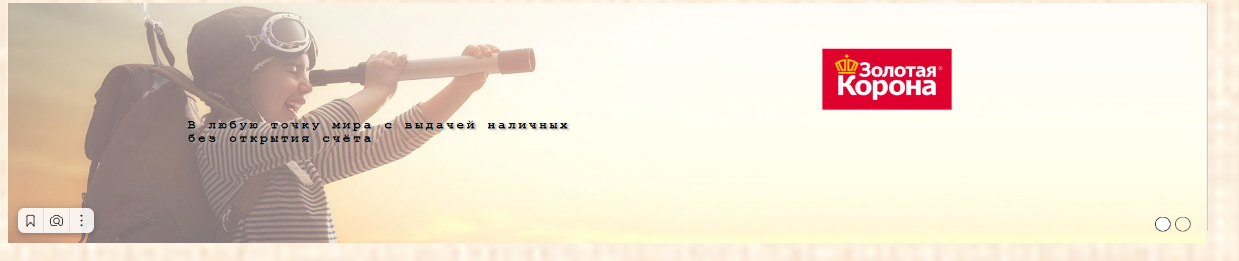 Золотая®
Корона
В любую точку мира с выдачей наличных
без открытия счёта